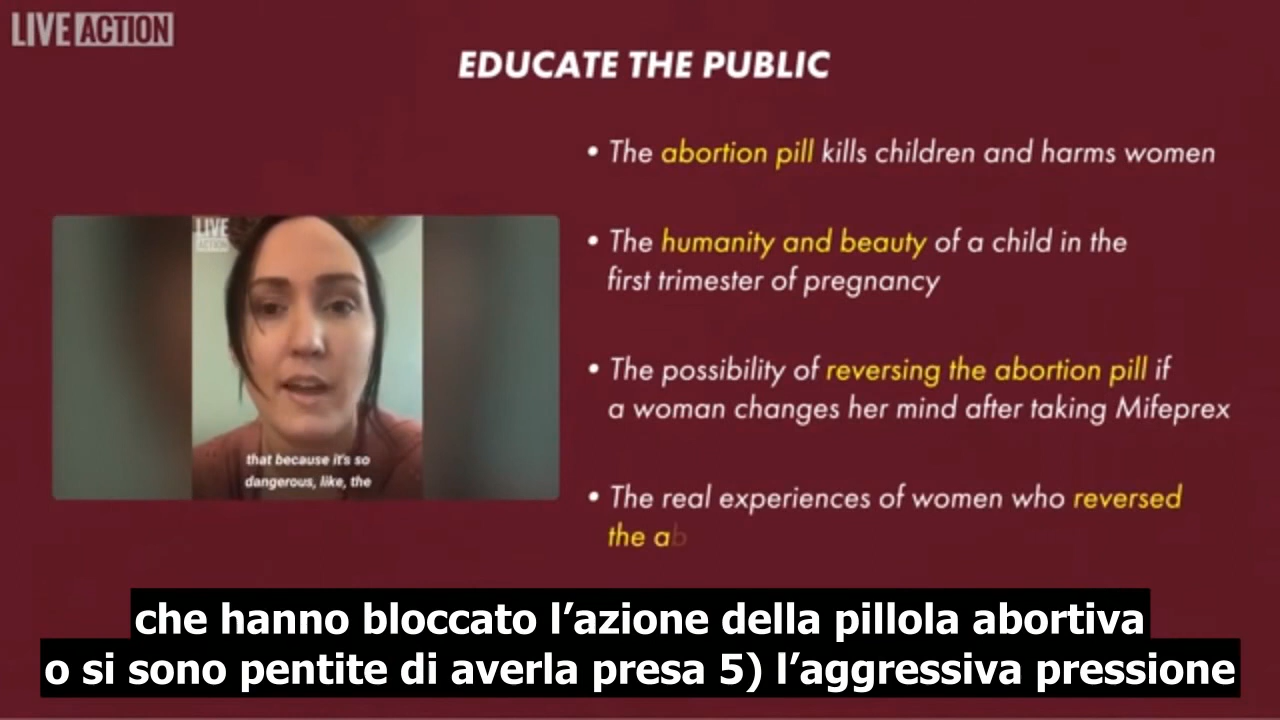 LIVE ACTION
EDUCATE THE PUBLIC
• The abortion pill kills children and harms women
• The humanity and beauty of a child in the
first trimester of pregnancy
• The possibility of reversing the abortion pill if
a woman changes her mind after taking Mifeprex
• The real experiences of women who reversed
the ab
LIVE
ACTION
that because it's so
dangerous, like, the
che hanno bloccato l’azione della pillola abortiva
o si sono pentite di averla presa 5) l’aggressiva pressione